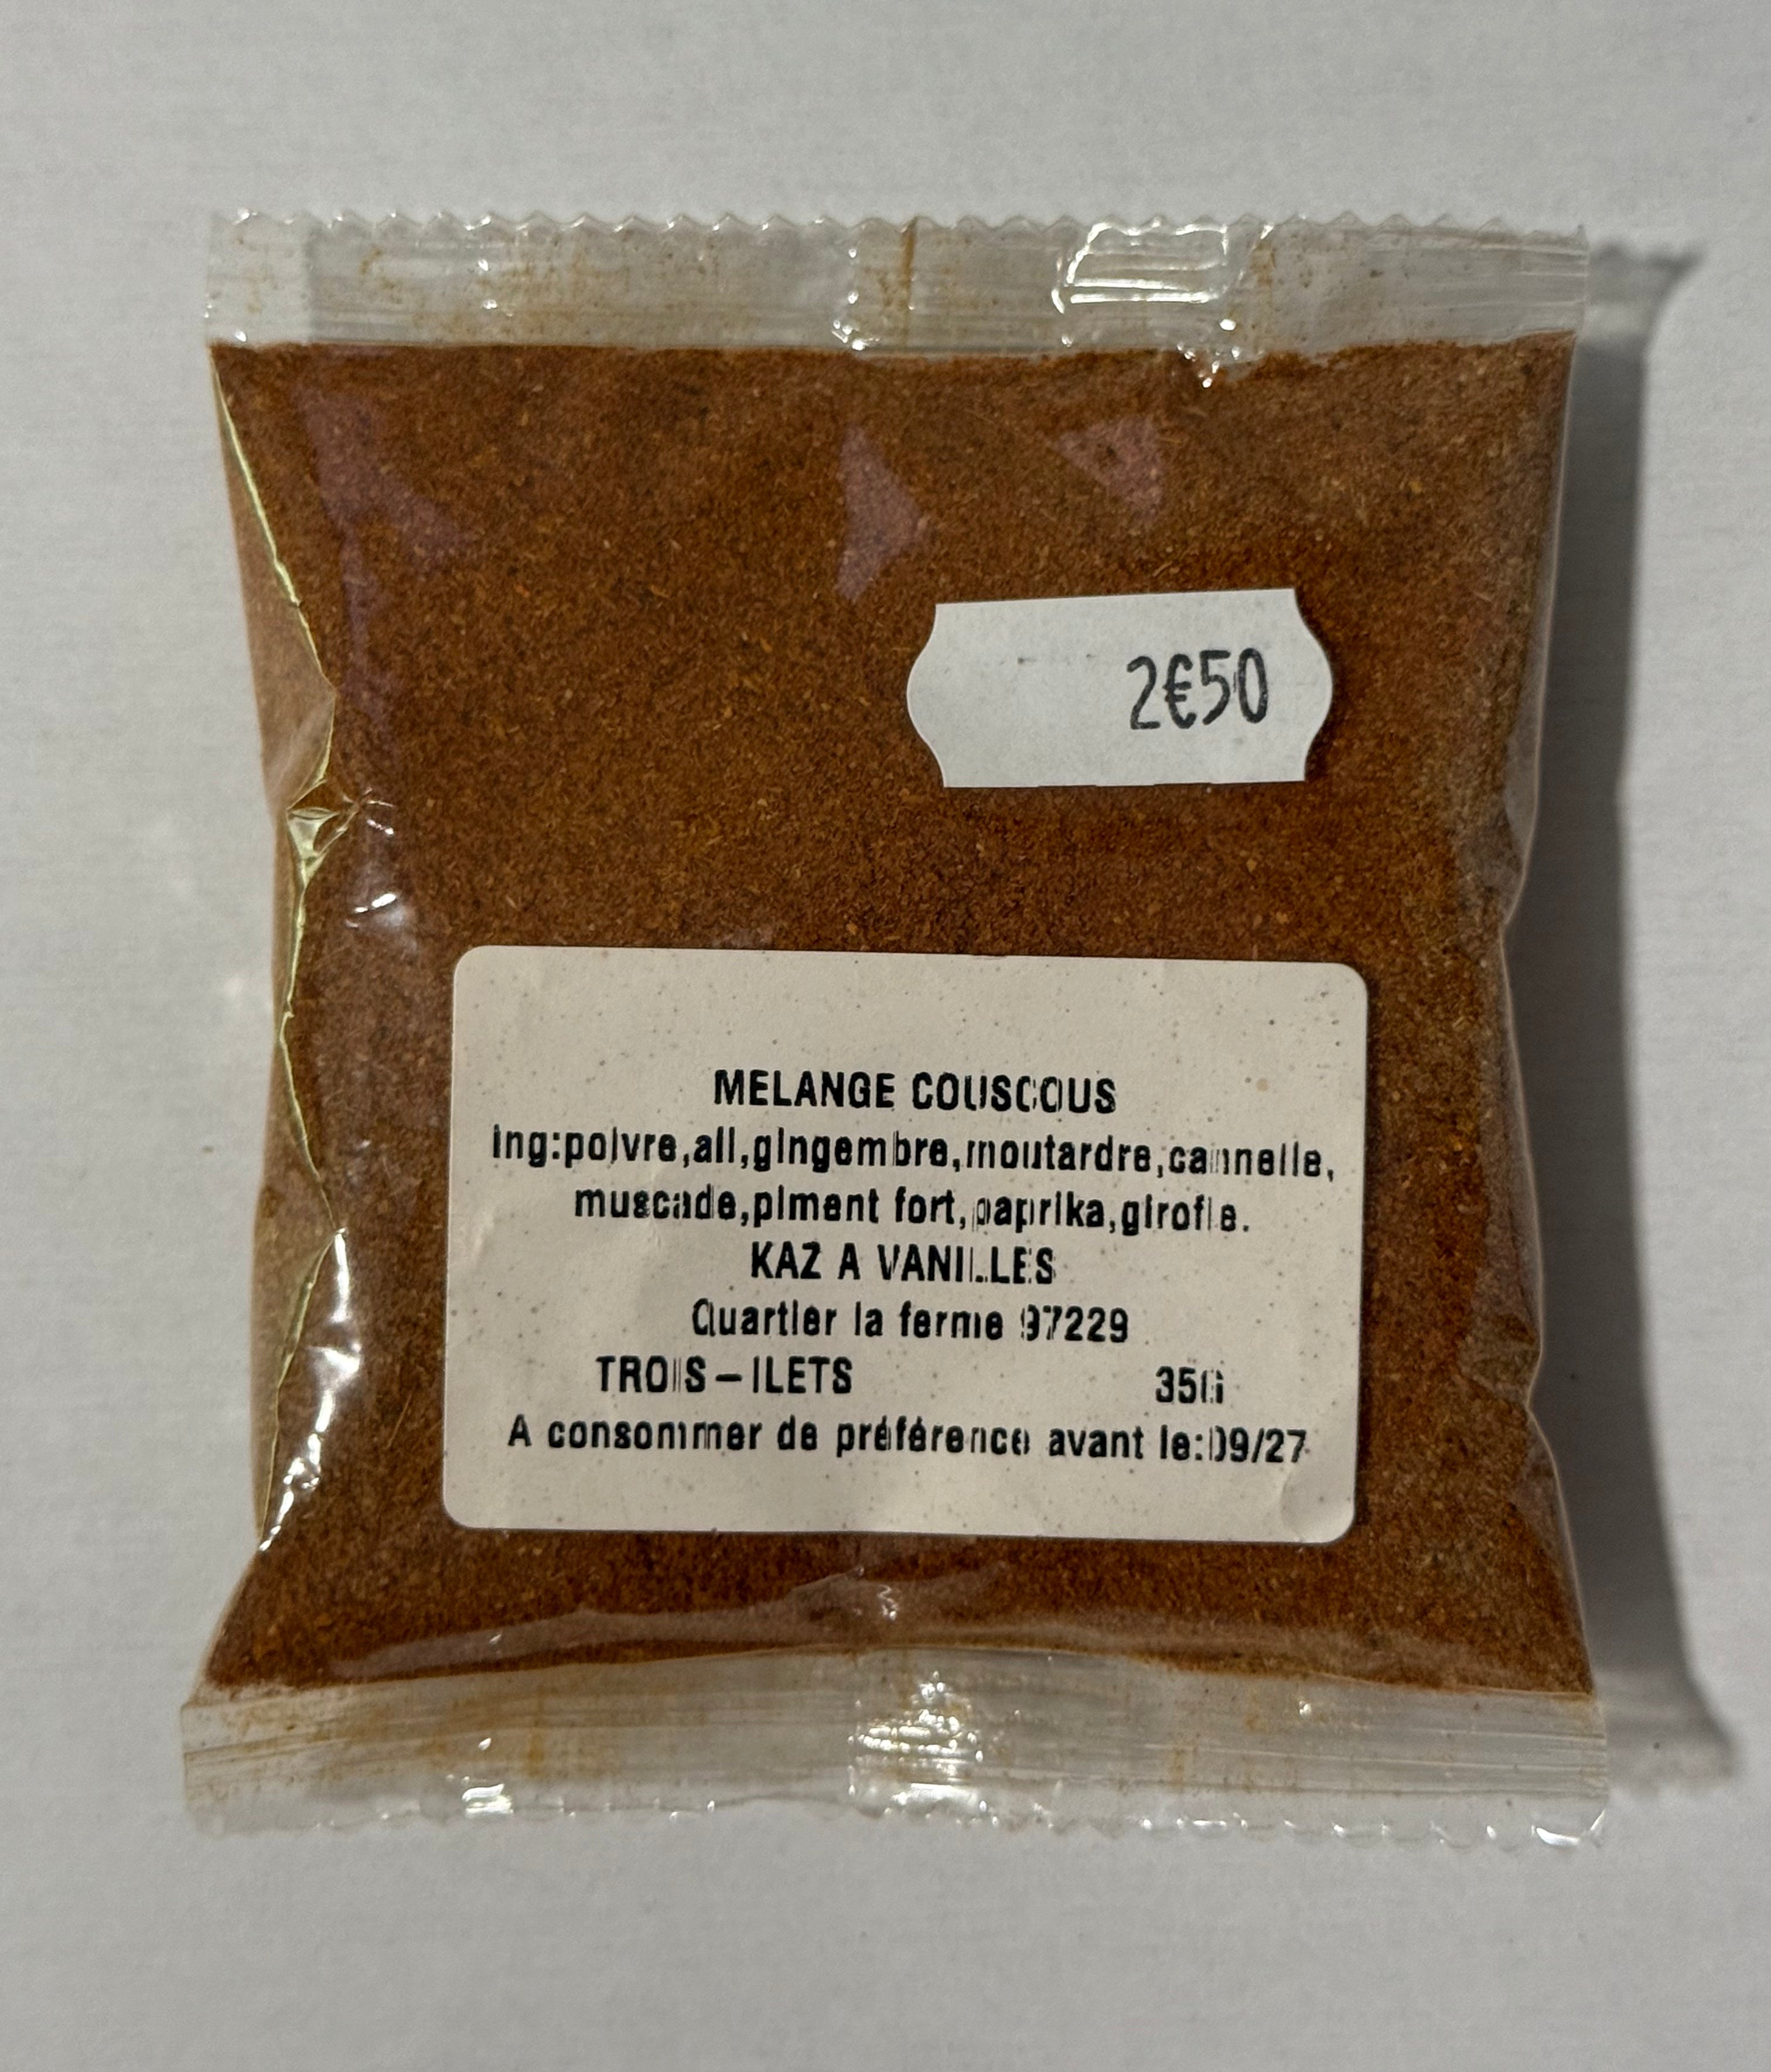 2€50
MELANGE COUSCOUS
Ing:poivre,ail,gingembre,moutardre,cannelle,
muscade,piment fort,paprika,girofle.
KAZ A VANILLES
Quartier la ferme 97229
TROIS-ILETS 35G
A consommer de préférence avant le:09/27